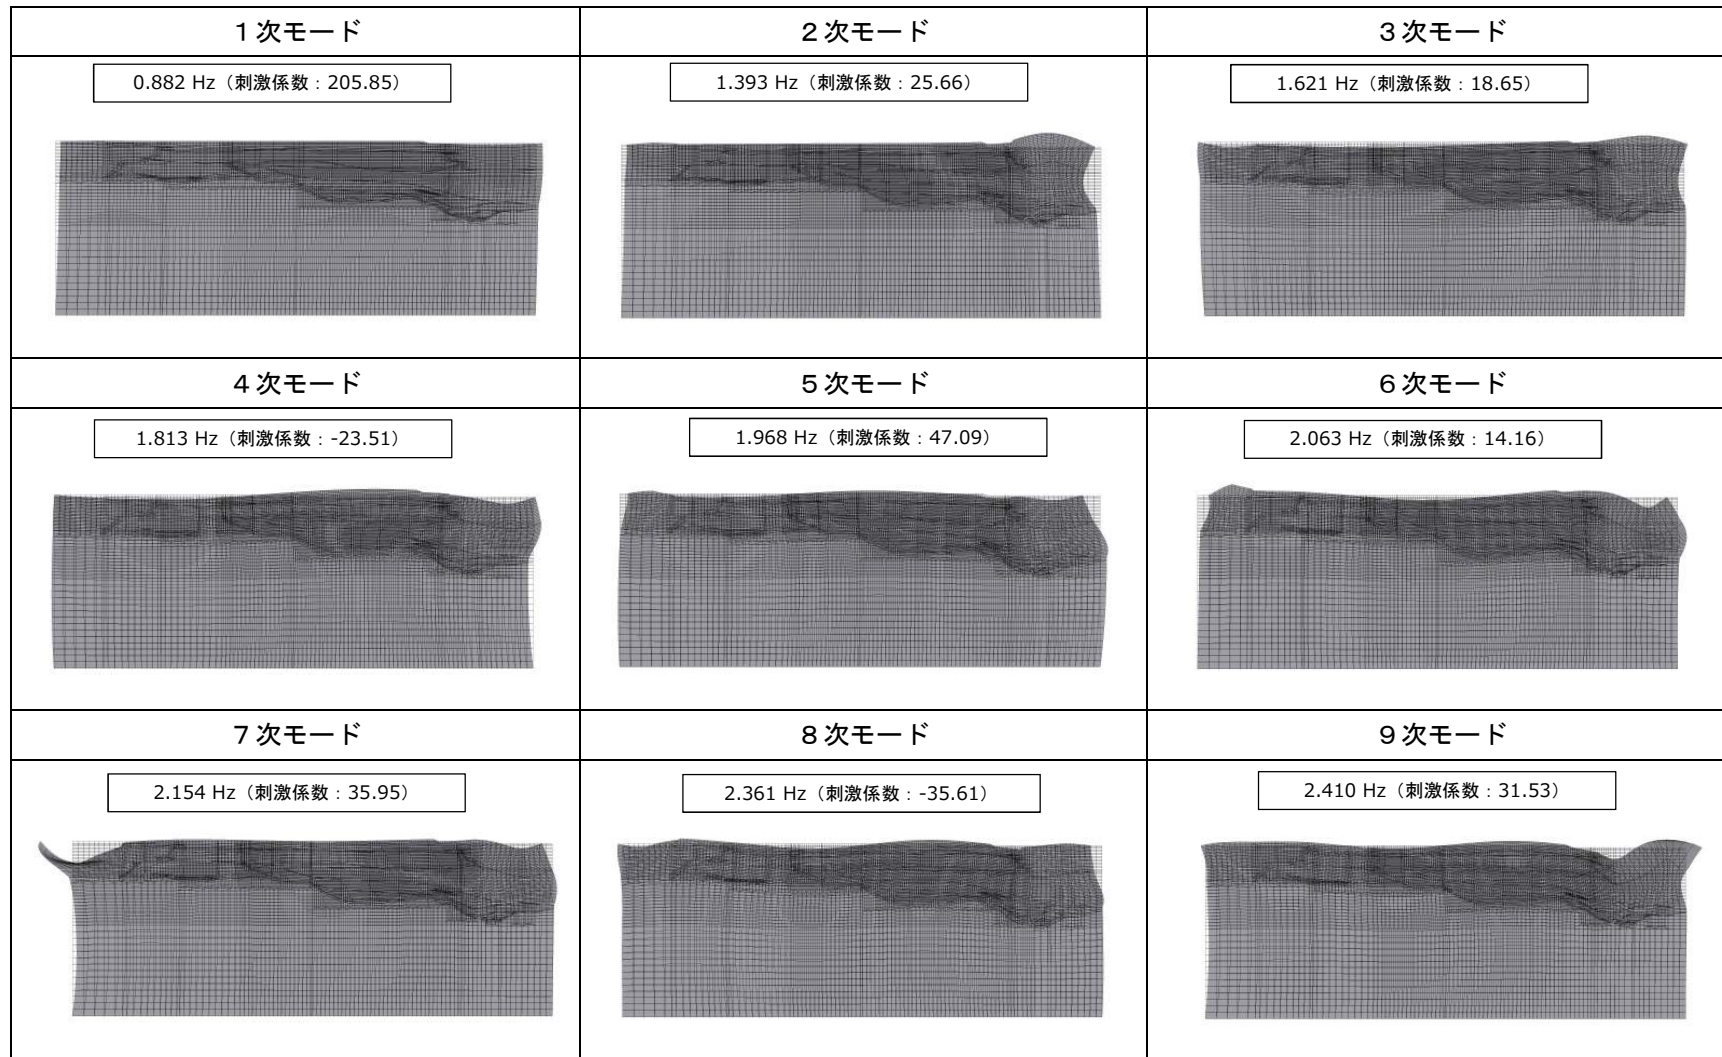 1次モード
2次モード
3次モード
0.882 Hz（刺激係数：205.85）
1.393 Hz（刺激係数：25.66）
1.621 Hz（刺激係数：18.65）
4次モード
5次モード
6次モード
1.813 Hz（刺激係数：-23.51）
1.968 Hz（刺激係数：47.09）
2.063 Hz（刺激係数：14.16）
7次モード
8次モード
9次モード
2.154 Hz（刺激係数：35.95）
2.361 Hz（刺激係数：-35.61）
2.410 Hz（刺激係数：31.53）